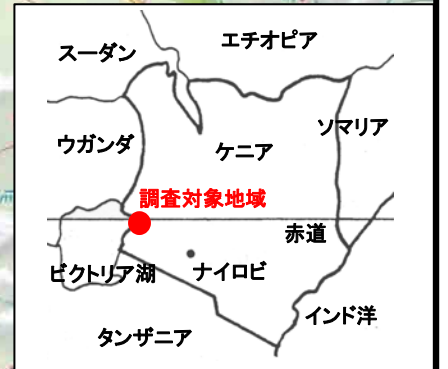 エチオピア
スーダン
ソマリア
ウガンダ
ケニア
調査対象地域
赤道
ビクトリア湖
ナイロビ
インド洋
タンザニア